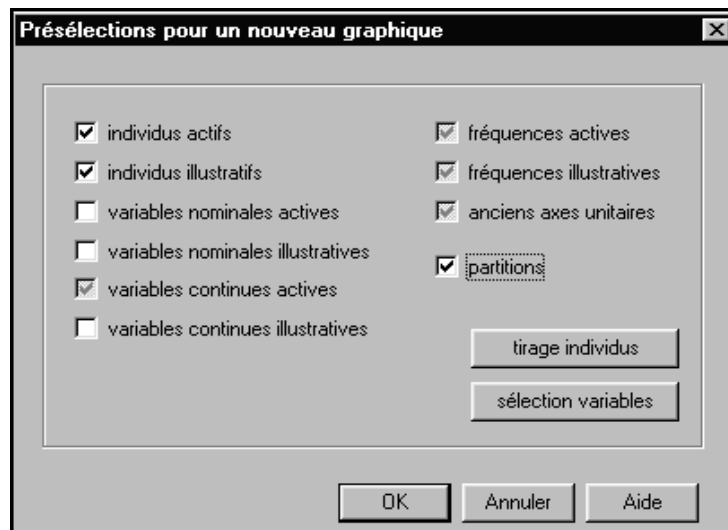 Présélections pour un nouveau graphique
individus actifs
individus illustratifs
variables nominales actives
variables nominales illustratives
variables continues actives
variables continues illustratives
fréquences actives
fréquences illustratives
anciens axes unitaires
partitions
tirage individus
sélection variables
OK
Annuler
Aide